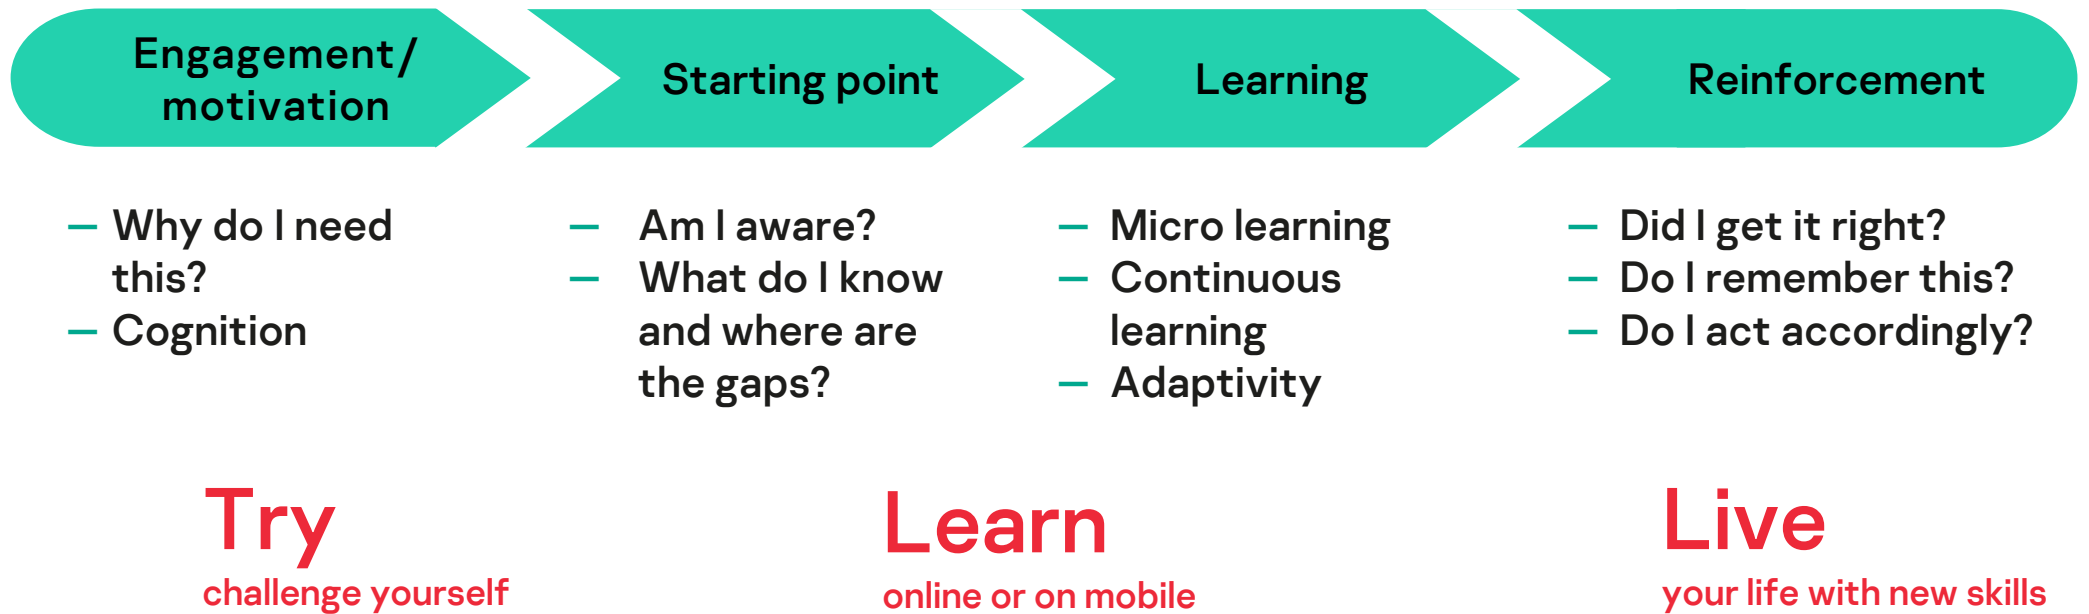 Engagement/
motivation
Starting point
Learning
Reinforcement
— Why do I need
this?
— Cognition
— Am I aware?
— What do I know
and where are
the gaps?
— Micro learning
— Continuous
learning
— Adaptivity
— Did I get it right?
— Do I remember this?
— Do I act accordingly?
Try
challenge yourself
Learn
online or on mobile
Live
your life with new skills